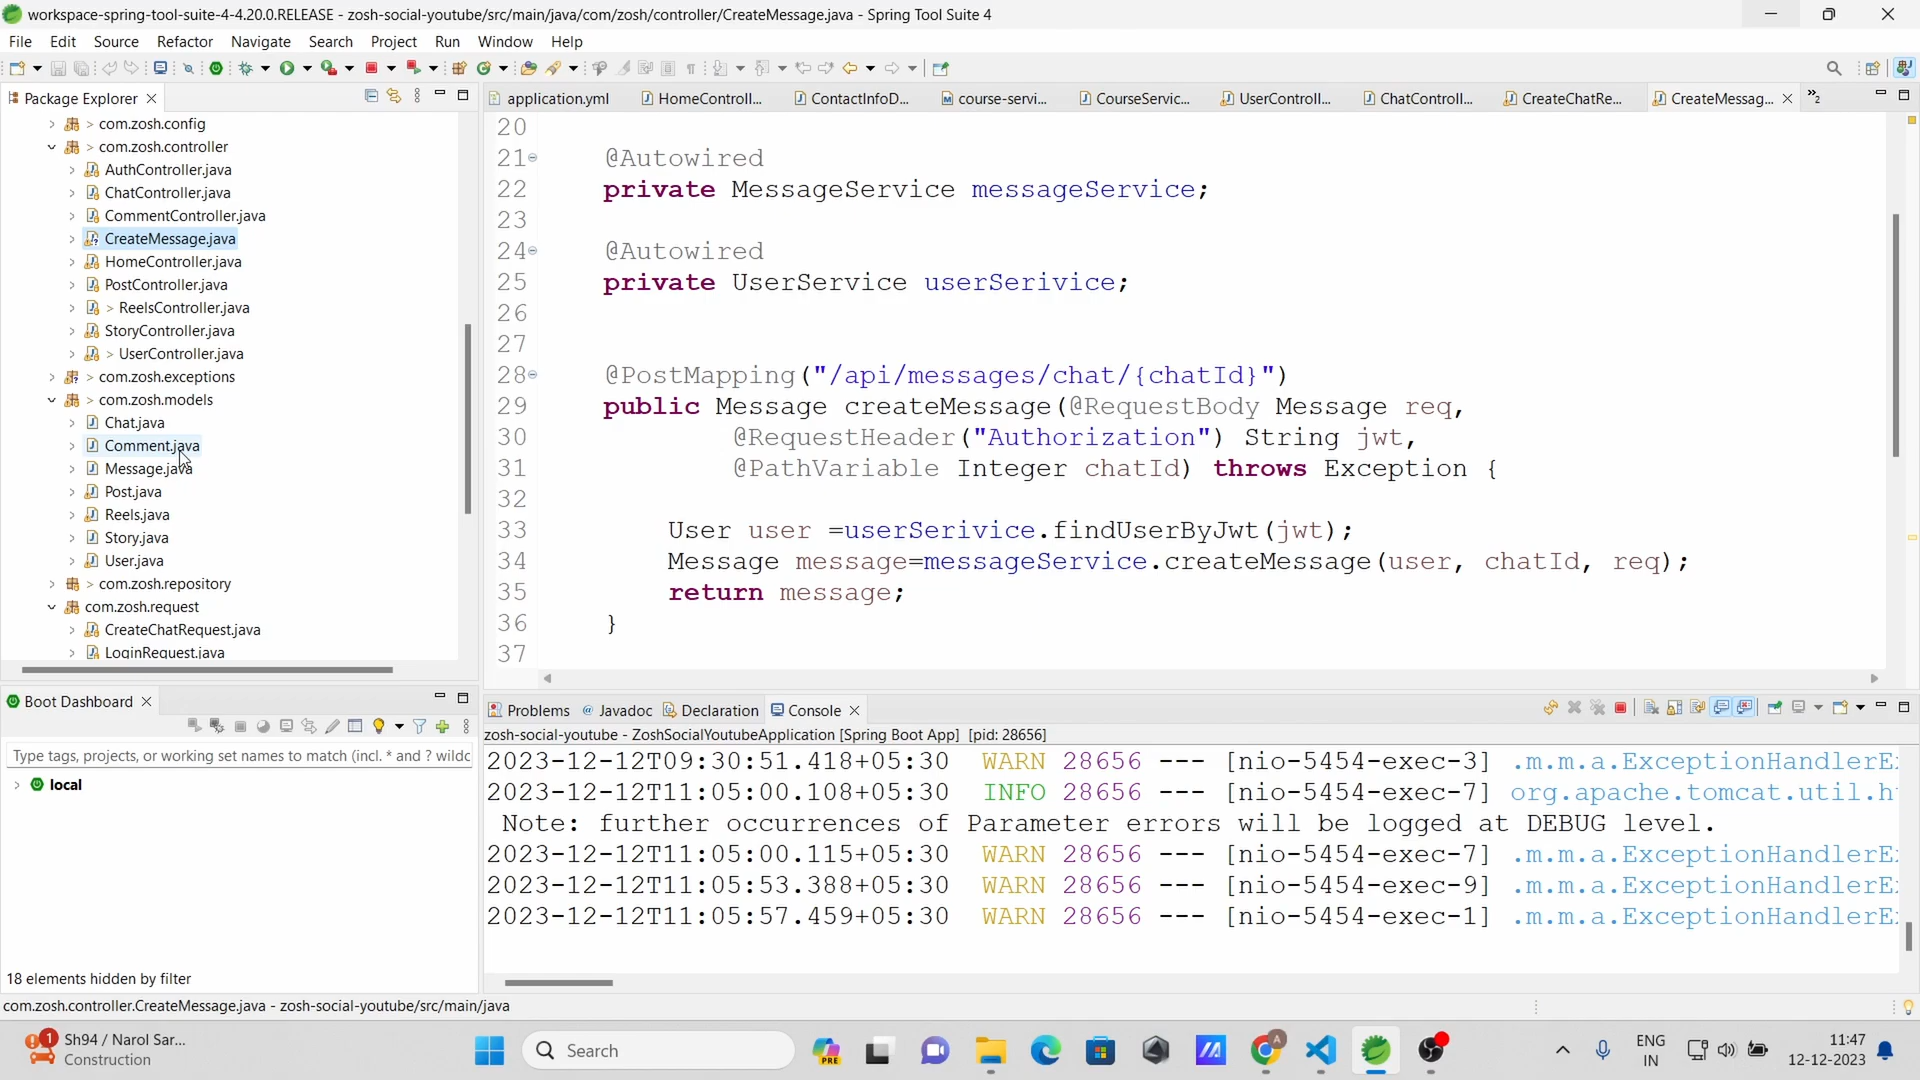 workspace-spring-tool-suite-4-4.20.0.RELEASE - zosh-social-youtube/src/main/java/com/zosh/controller/CreateMessage.java - Spring Tool Suite 4
File Edit Source Refactor Navigate Search Project Run Window Help
Package Explorer
> com.zosh.config
> com.zosh.controller
AuthController.java
ChatController.java
CommentController.java
CreateMessage.java
HomeController.java
PostController.java
> ReelsController.java
StoryController.java
> UserController.java
> com.zosh.exceptions
> com.zosh.models
Chat.java
Comment.java
Message.java
Post.java
Reels.java
Story.java
User.java
> com.zosh.repository
com.zosh.request
CreateChatRequest.java
LoginRequest.java
application.yml HomeControll... ContactInfoD... course-servi... CourseServic... UserControll... ChatControll... CreateChatRe... CreateMessag... »2
20
21 @Autowired
22 private MessageService messageService;
23
24 @Autowired
25 private UserService userSerivice;
26
27
28 @PostMapping("/api/messages/chat/{chatId}")
29 public Message createMessage(@RequestBody Message req,
30 @RequestHeader("Authorization") String jwt,
31 @PathVariable Integer chatId) throws Exception {
32
33 User user =userSerivice.findUserByJwt(jwt);
34 Message message=messageService.createMessage(user, chatId, req);
35 return message;
36 }
37
Boot Dashboard
Type tags, projects, or working set names to match (incl. * and ? wildc
local
18 elements hidden by filter
Problems @ Javadoc Declaration Console
zosh-social-youtube - ZoshSocialYoutubeApplication [Spring Boot App] [pid: 28656]
2023-12-12T09:30:51.418+05:30 WARN 28656 --- [nio-5454-exec-3] .m.m.a.ExceptionHandlerEx
2023-12-12T11:05:00.108+05:30 INFO 28656 --- [nio-5454-exec-7] org.apache.tomcat.util.ht
Note: further occurrences of Parameter errors will be logged at DEBUG level.
2023-12-12T11:05:00.115+05:30 WARN 28656 --- [nio-5454-exec-7] .m.m.a.ExceptionHandlerEx
2023-12-12T11:05:53.388+05:30 WARN 28656 --- [nio-5454-exec-9] .m.m.a.ExceptionHandlerEx
2023-12-12T11:05:57.459+05:30 WARN 28656 --- [nio-5454-exec-1] .m.m.a.ExceptionHandlerEx
com.zosh.controller.CreateMessage.java - zosh-social-youtube/src/main/java
1
Sh94 / Narol Sar...
Construction
Search
PRE
A
ENG
IN
11:47
12-12-2023